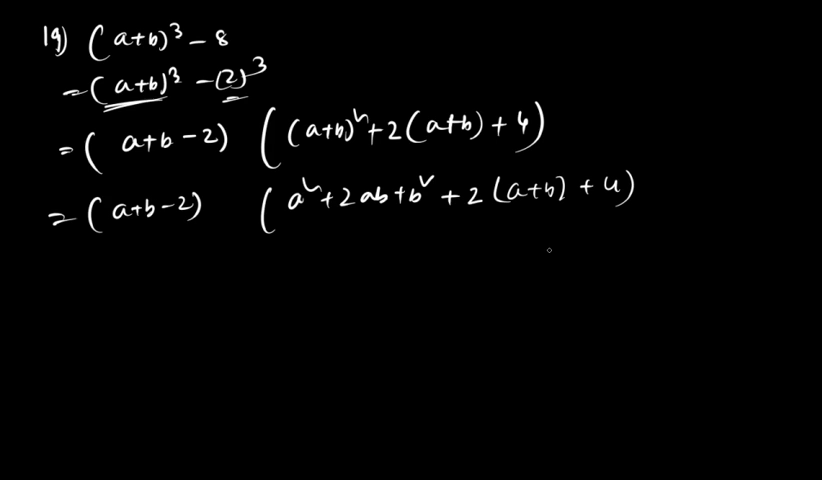 19) (a+b)³ - 8
= (a+b)³ - (2)³
= (a+b-2) ((a+b)² + 2(a+b) + 4)
= (a+b-2) (a² + 2ab + b² + 2(a+b) + 4)